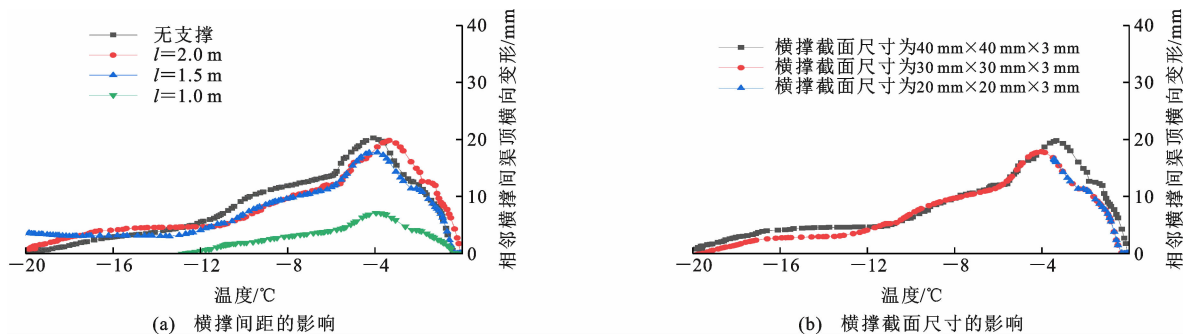 无支撑
l=2.0 m
l=1.5 m
l=1.0 m
40
30
20
10
0
相邻横撑间渠顶横向变形/mm
−20
−16
−12
−8
−4
温度/℃
(a) 横撑间距的影响
横撑截面尺寸为40 mm×40 mm×3 mm
横撑截面尺寸为30 mm×30 mm×3 mm
横撑截面尺寸为20 mm×20 mm×3 mm
40
30
20
10
0
相邻横撑间渠顶横向变形/mm
−20
−16
−12
−8
−4
温度/℃
(b) 横撑截面尺寸的影响